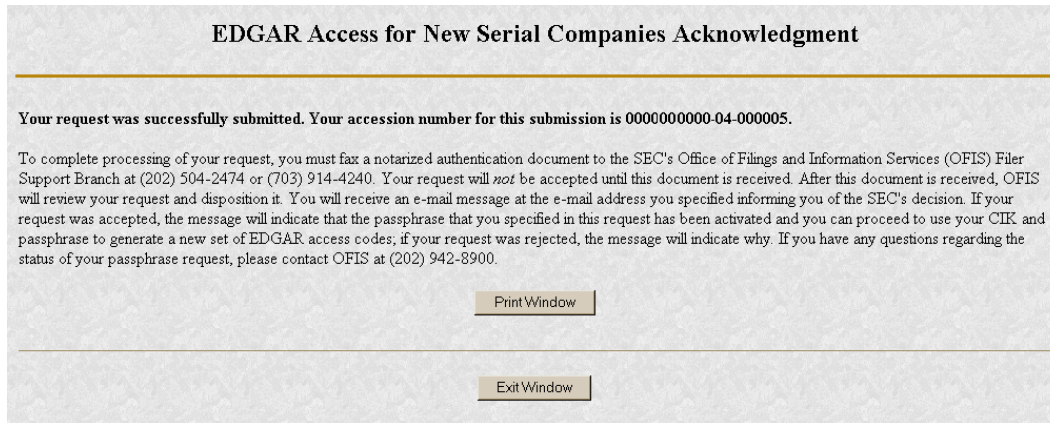 EDGAR Access for New Serial Companies Acknowledgment
Your request was successfully submitted. Your accession number for this submission is 0000000000-04-000005.
To complete processing of your request, you must fax a notarized authentication document to the SEC's Office of Filings and Information Services (OFIS) Filer
Support Branch at (202) 504-2474 or (703) 914-4240. Your request will not be accepted until this document is received. After this document is received, OFIS
will review your request and disposition it. You will receive an e-mail message at the e-mail address you specified informing you of the SEC's decision. If your
request was accepted, the message will indicate that the passphrase that you specified in this request has been activated and you can proceed to use your CIK and
passphrase to generate a new set of EDGAR access codes; if your request was rejected, the message will indicate why. If you have any questions regarding the
status of your passphrase request, please contact OFIS at (202) 942-8900.
Print Window
Exit Window